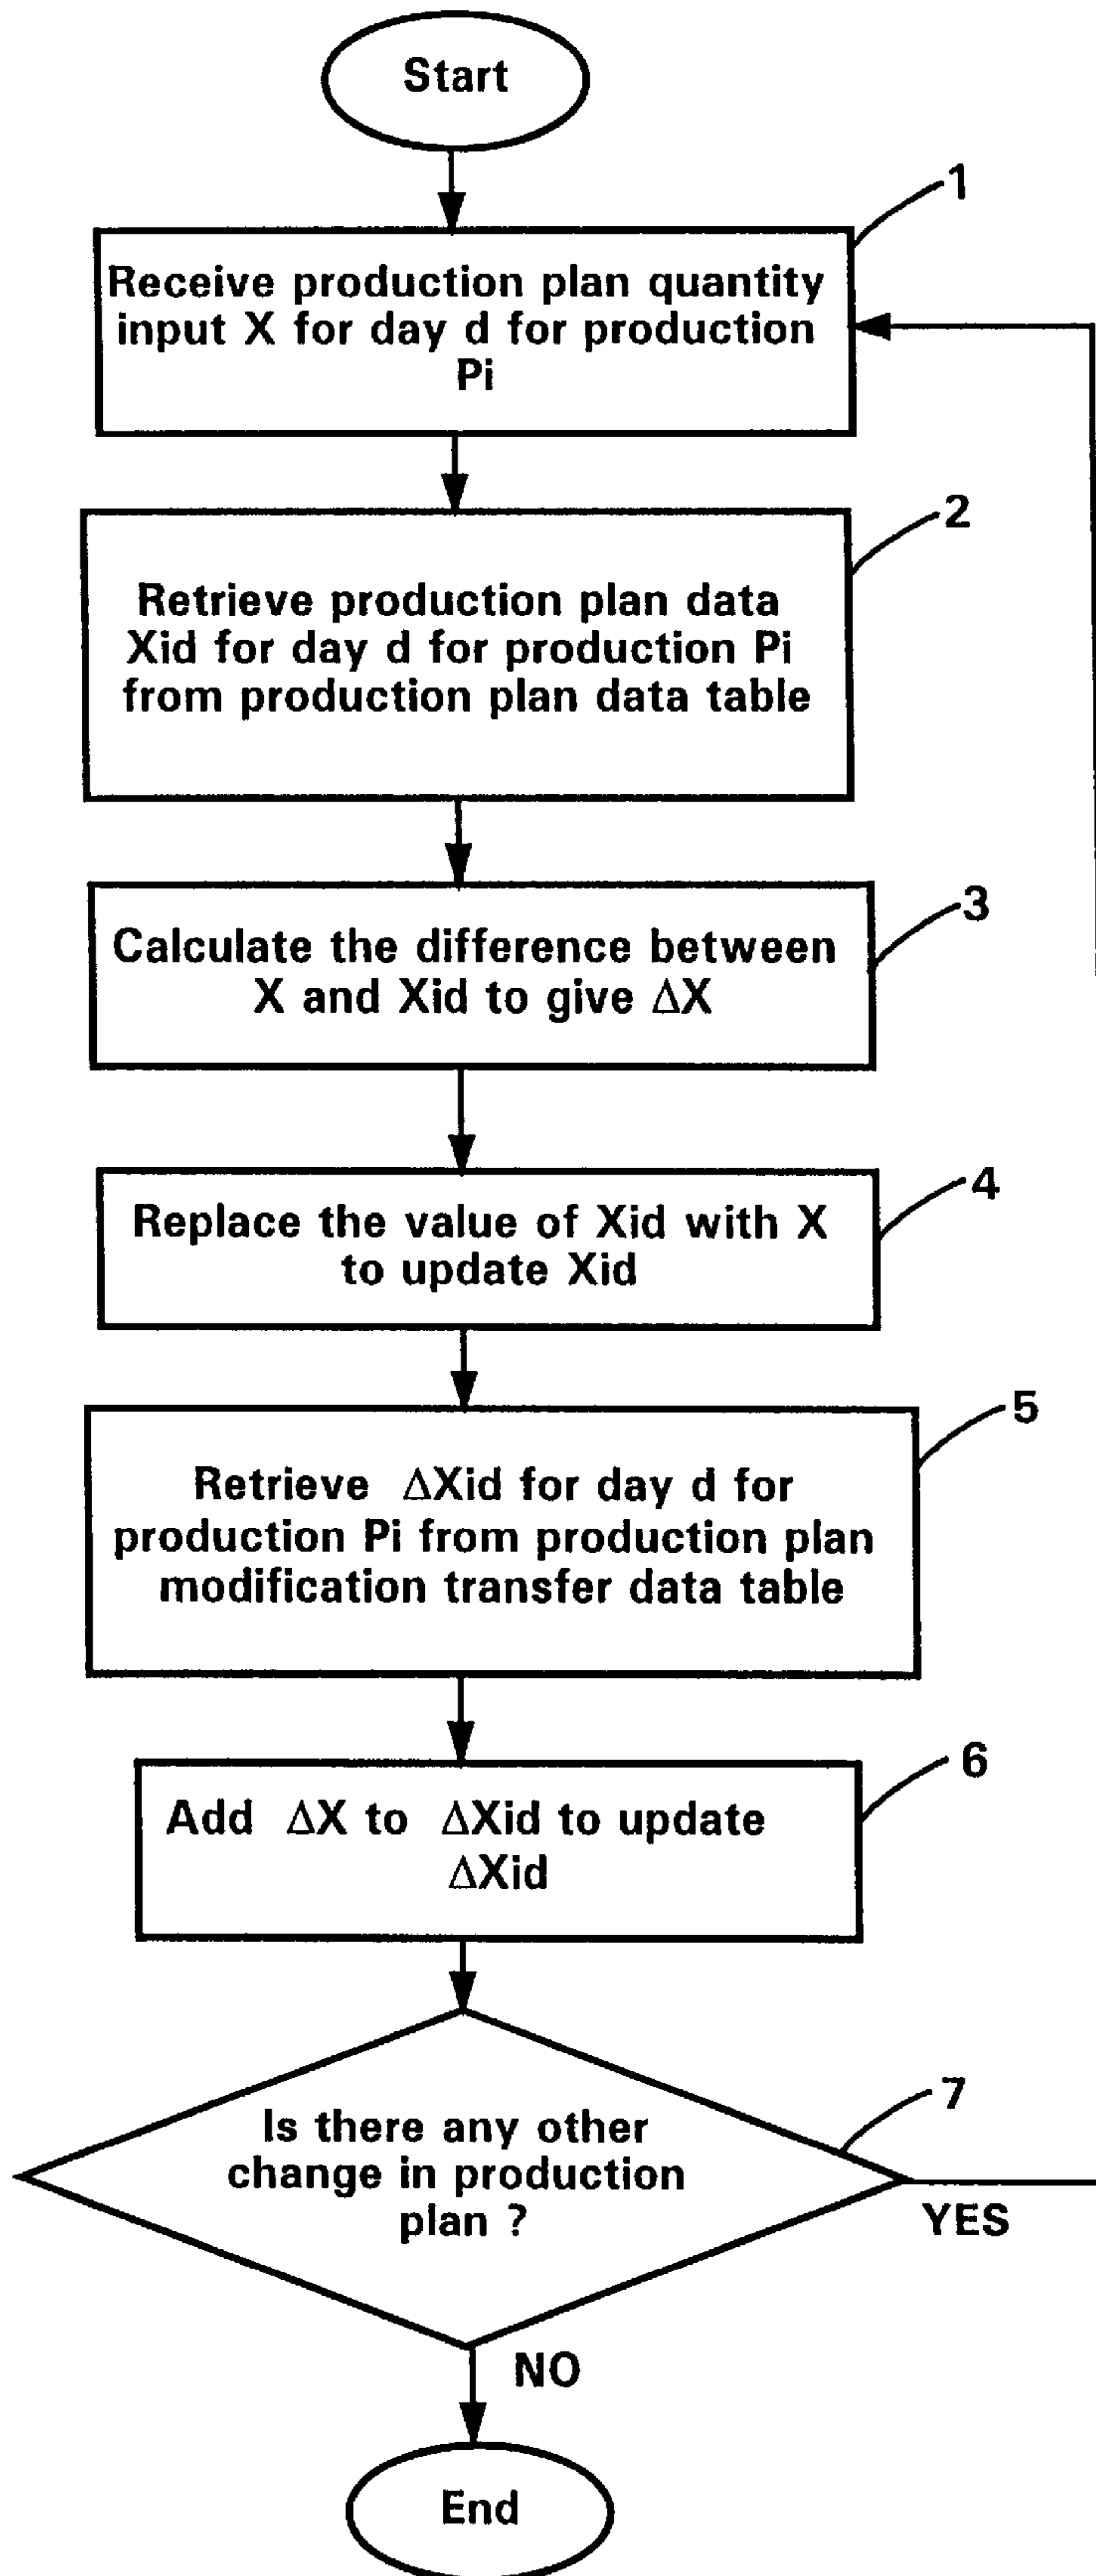 Start
1
Receive production plan quantity
input X for day d for production
Pi
2
Retrieve production plan data
Xid for day d for production Pi
from production plan data table
3
Calculate the difference between
X and Xid to give ΔX
4
Replace the value of Xid with X
to update Xid
5
Retrieve ΔXid for day d for
production Pi from production plan
modification transfer data table
6
Add ΔX to ΔXid to update
ΔXid
7
Is there any other
change in production
plan ?
YES
NO
End